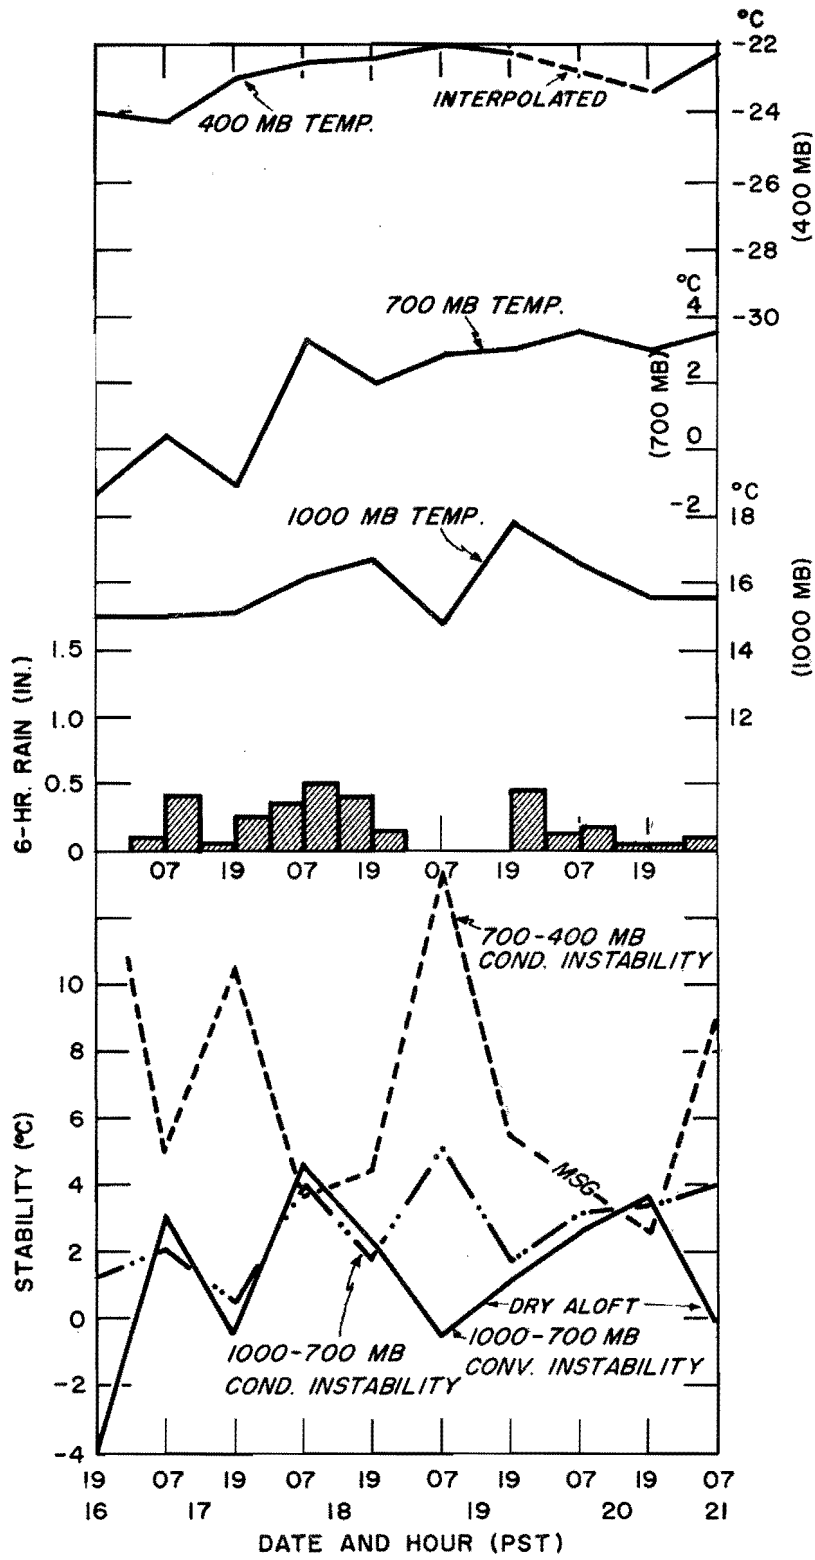 °C
-22
INTERPOLATED
400 MB TEMP.
-24
-26
(400 MB)
-28
°C
700 MB TEMP.
4
-30
2
(700 MB)
0
°C
-2
18
1000 MB TEMP.
16
(1000 MB)
1.5
14
1.0
12
6-HR. RAIN (IN.)
0.5
0
07 19 07 19 07 19 07 19
700-400 MB
COND. INSTABILITY
10
8
6
STABILITY (°C)
MSG
4
2
DRY ALOFT
0
1000-700 MB
CONV. INSTABILITY
1000-700 MB
COND. INSTABILITY
-2
-4
19 07 19 07 19 07 19 07 19 07
16 17 18 19 20 21
DATE AND HOUR (PST)